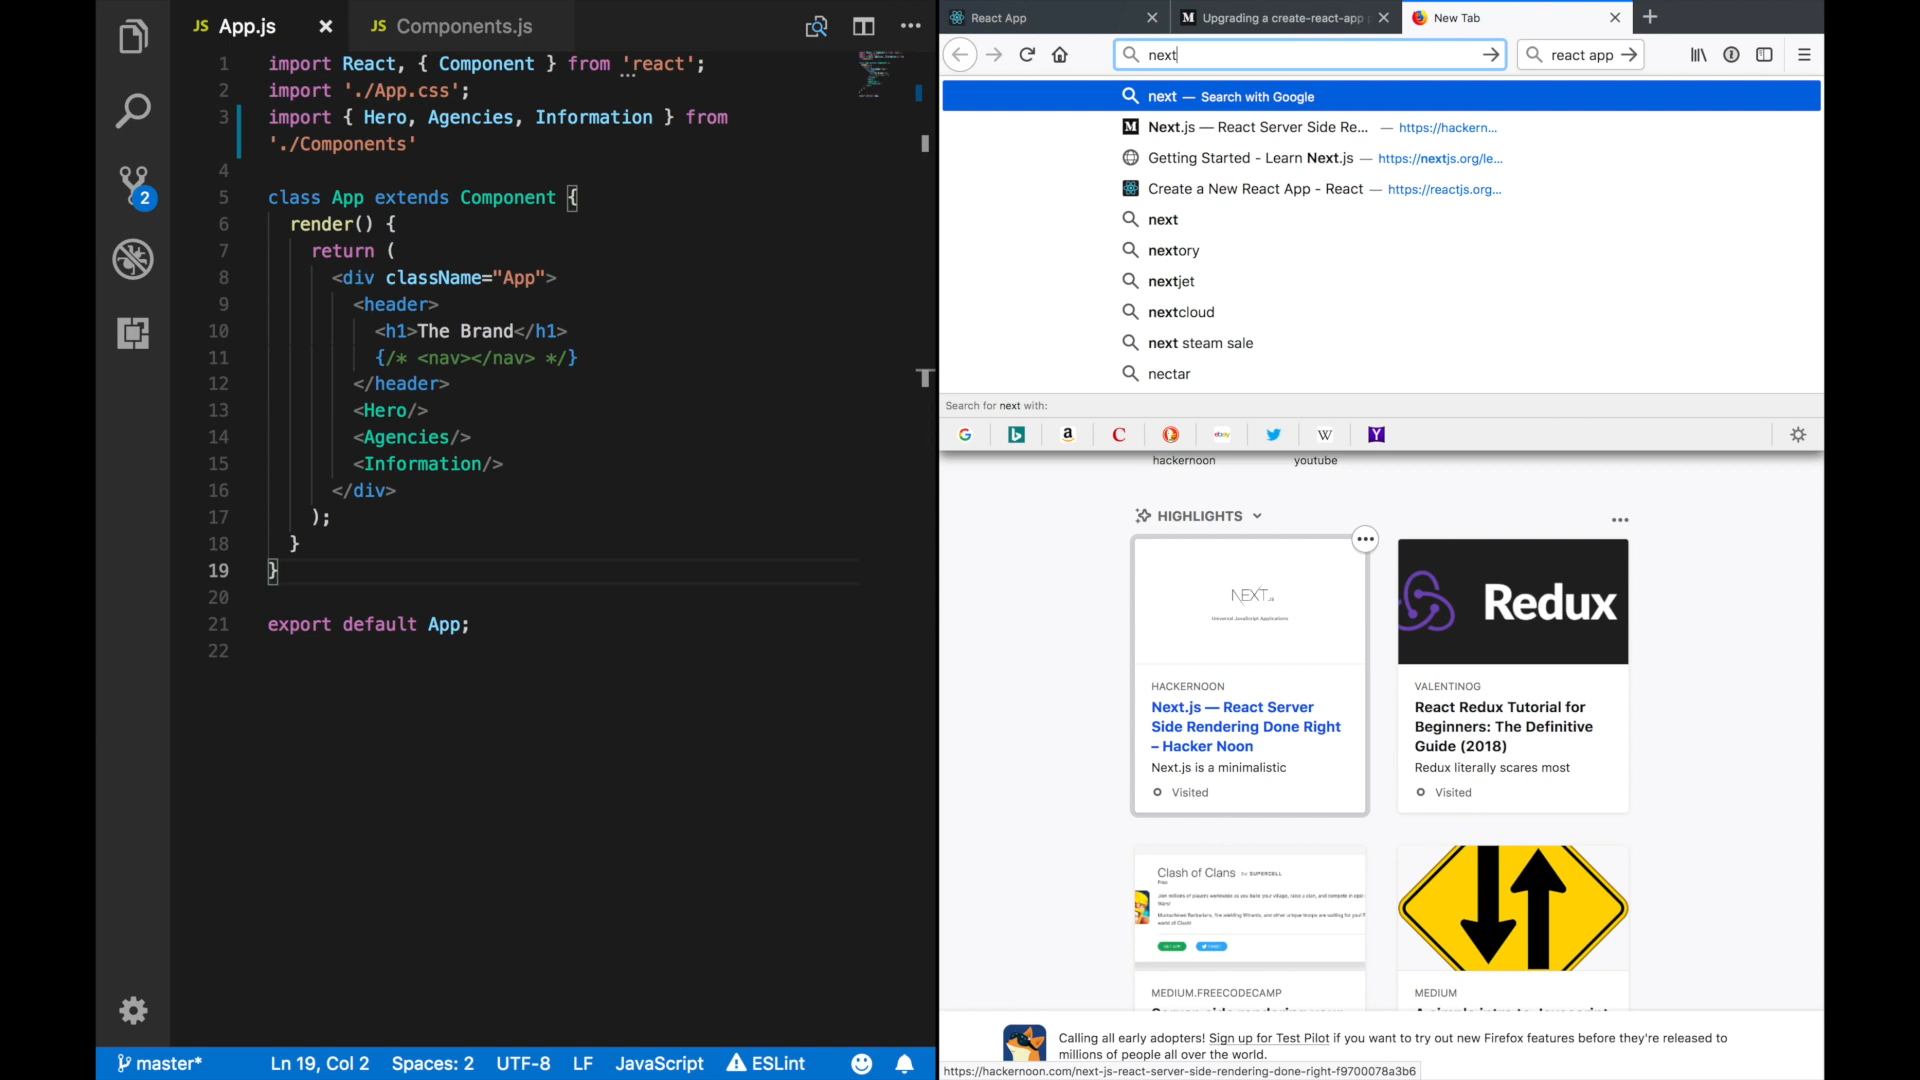 JS App.js
JS Components.js
1 import React, { Component } from 'react';
2 import './App.css';
3 import { Hero, Agencies, Information } from
'./Components'
4
5 class App extends Component {
6 render() {
7 return (
8 <div className="App">
9 <header>
10 <h1>The Brand</h1>
11 {/* <nav></nav> */}
12 </header>
13 <Hero/>
14 <Agencies/>
15 <Information/>
16 </div>
17 );
18 }
19 }
20
21 export default App;
22
2
master*
Ln 19, Col 2
Spaces: 2
UTF-8
LF
JavaScript
ESLint
React App
Upgrading a create-react-app
New Tab
next
react app
next — Search with Google
M Next.js — React Server Side Re... — https://hackern...
Getting Started - Learn Next.js — https://nextjs.org/le...
Create a New React App - React — https://reactjs.org...
next
nextory
nextjet
nextcloud
next steam sale
nectar
Search for next with:
hackernoon
youtube
HIGHLIGHTS
NEXT.JS
Universal JavaScript Applications
HACKERNOON
Next.js — React Server
Side Rendering Done Right
– Hacker Noon
Next.js is a minimalistic
Visited
Redux
VALENTINOG
React Redux Tutorial for
Beginners: The Definitive
Guide (2018)
Redux literally scares most
Visited
Clash of Clans by SUPERCELL
Free
MEDIUM.FREECODECAMP
MEDIUM
Calling all early adopters! Sign up for Test Pilot if you want to try out new Firefox features before they're released to
millions of people all over the world.
https://hackernoon.com/next-js-react-server-side-rendering-done-right-f9700078a3b6